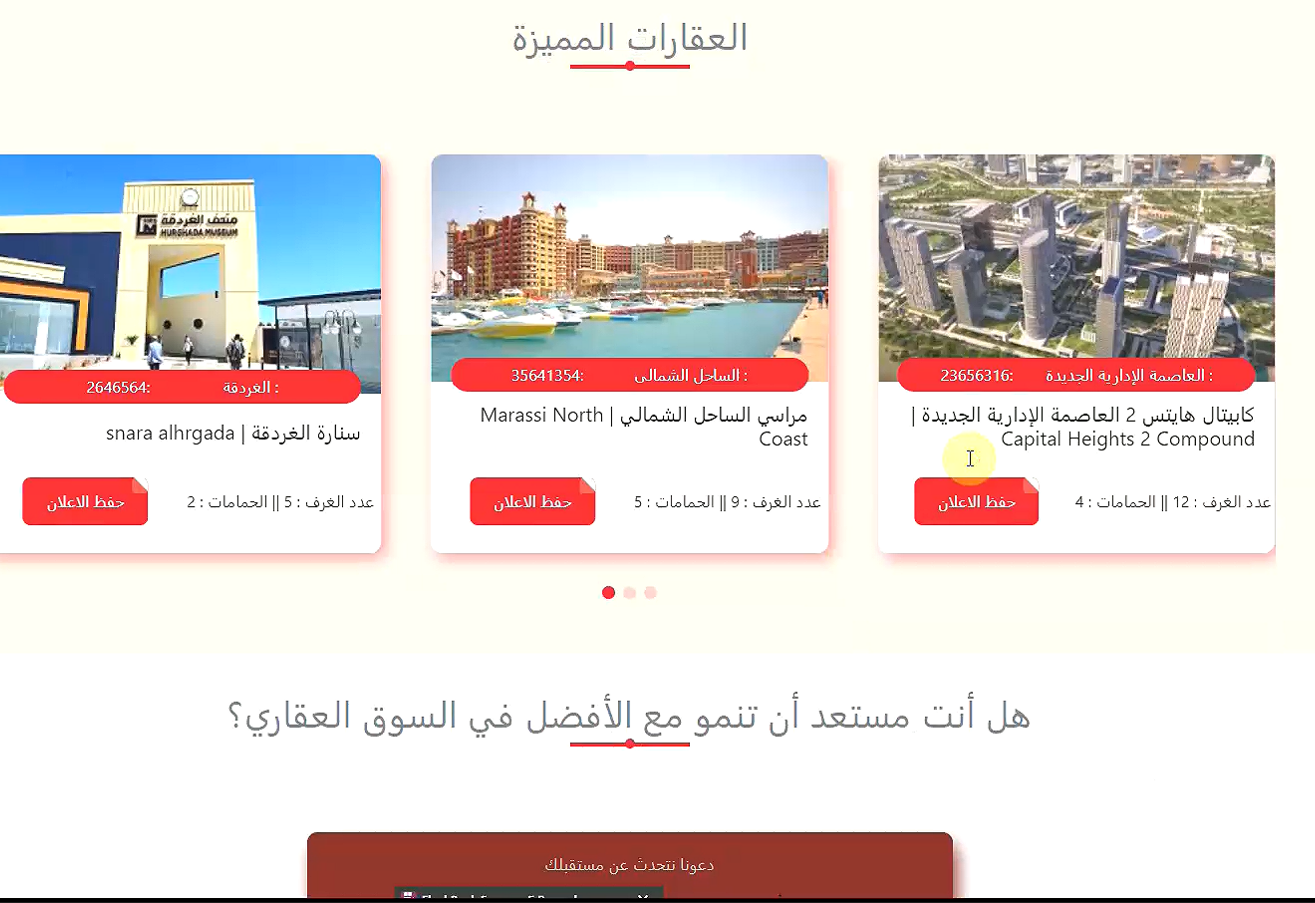 العقارات المميزة
متحف الغردقة
HURGHADA MUSEUM
العاصمة الإدارية الجديدة :
23656316:
كابيتال هايتس 2 العاصمة الإدارية الجديدة |
Capital Heights 2 Compound
عدد الغرف : 12 || الحمامات : 4
حفظ الاعلان
الساحل الشمالى :
35641354:
مراسي الساحل الشمالي | Marassi North
Coast
عدد الغرف : 9 || الحمامات : 5
حفظ الاعلان
الغردقة :
2646564:
سنارة الغردقة | snara alhrgada
عدد الغرف : 5 || الحمامات : 2
حفظ الاعلان
هل أنت مستعد أن تنمو مع الأفضل في السوق العقاري؟
دعونا نتحدث عن مستقبلك